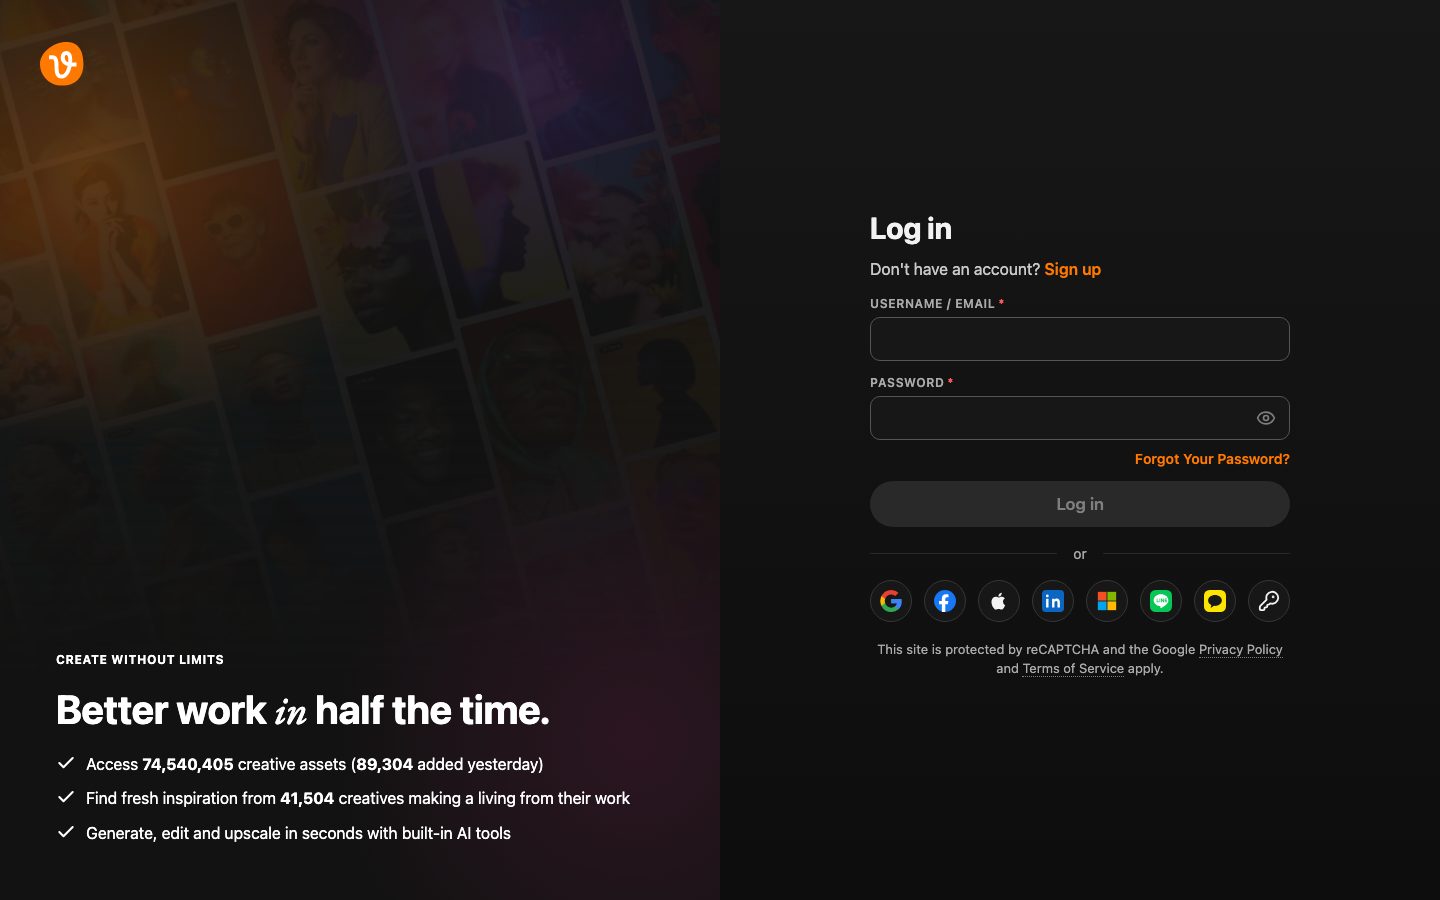 Log in
Don't have an account? Sign up
USERNAME / EMAIL *
PASSWORD *
Forgot Your Password?
Log in
or
This site is protected by reCAPTCHA and the Google Privacy Policy
and Terms of Service apply.
CREATE WITHOUT LIMITS
Better work in half the time.
Access 74,540,405 creative assets (89,304 added yesterday)
Find fresh inspiration from 41,504 creatives making a living from their work
Generate, edit and upscale in seconds with built-in AI tools